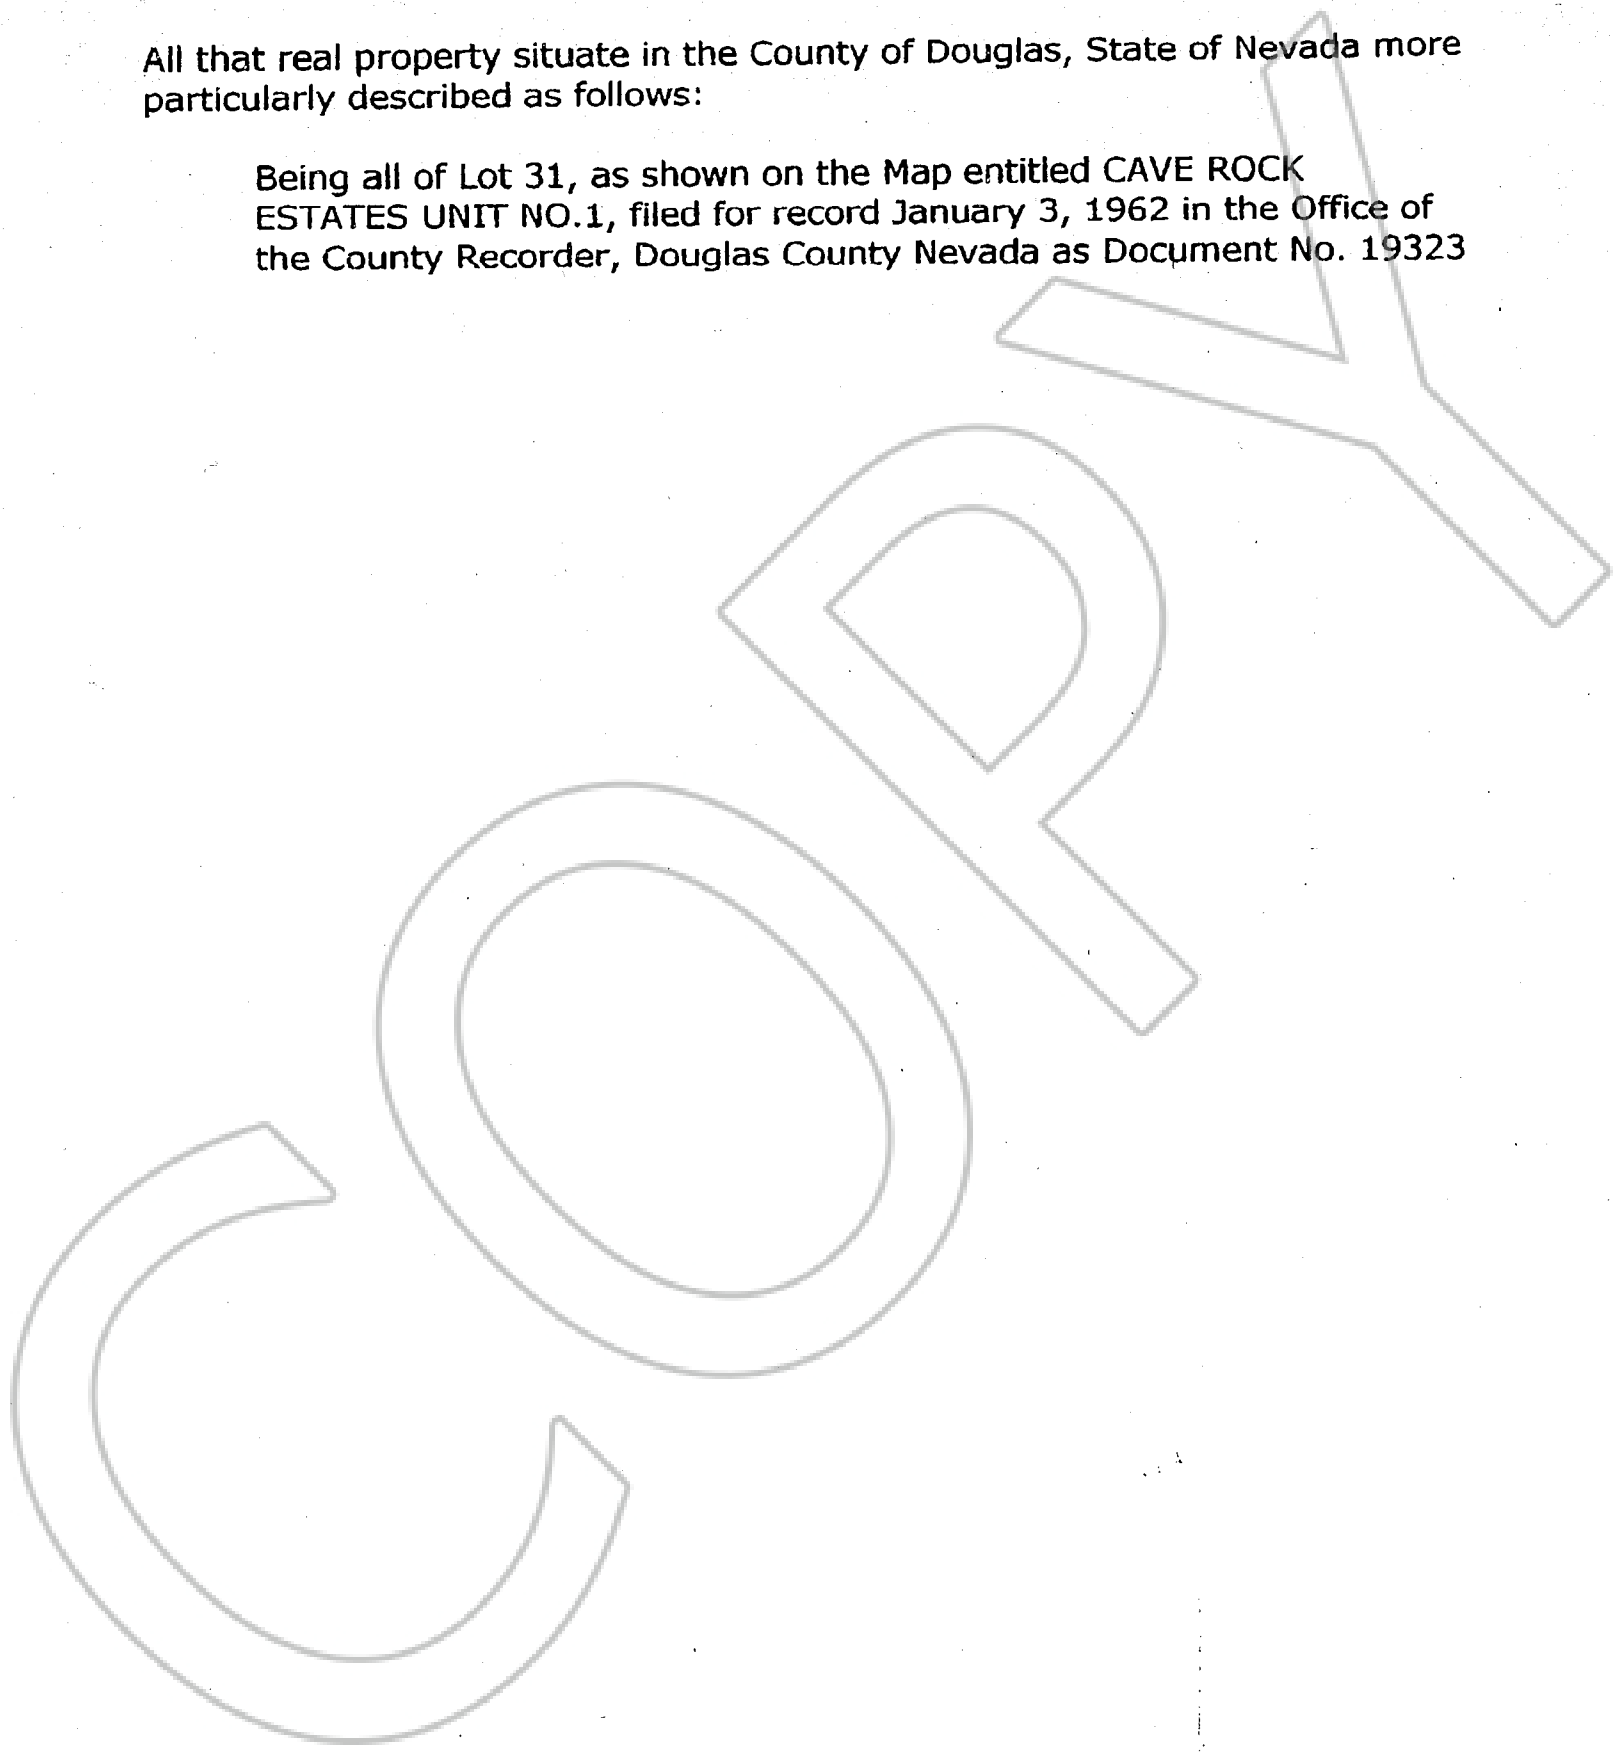 All that real property situate in the County of Douglas, State of Nevada more
particularly described as follows:
Being all of Lot 31, as shown on the Map entitled CAVE ROCK
ESTATES UNIT NO.1, filed for record January 3, 1962 in the Office of
the County Recorder, Douglas County Nevada as Document No. 19323
COPY